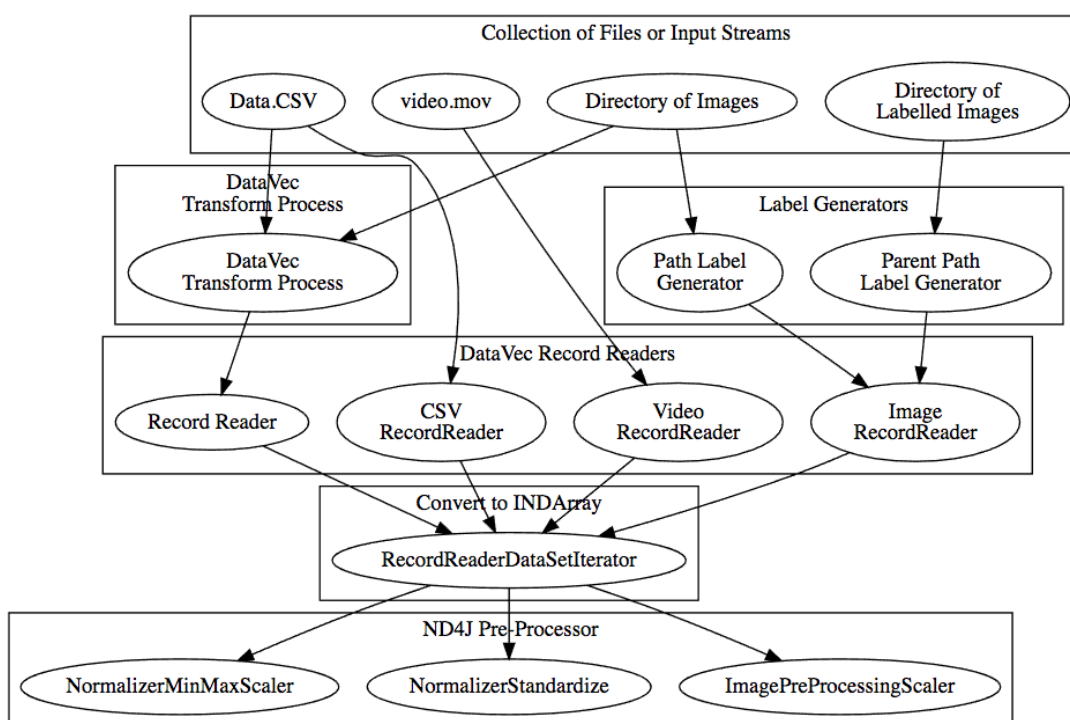 Collection of Files or Input Streams
Data.CSV
video.mov
Directory of Images
Directory of
Labelled Images
DataVec
Transform Process
Label Generators
DataVec
Transform Process
Path Label
Generator
Parent Path
Label Generator
DataVec Record Readers
Record Reader
CSV
RecordReader
Video
RecordReader
Image
RecordReader
Convert to INDArray
RecordReaderDataSetIterator
ND4J Pre-Processor
NormalizerMinMaxScaler
NormalizerStandardize
ImagePreProcessingScaler